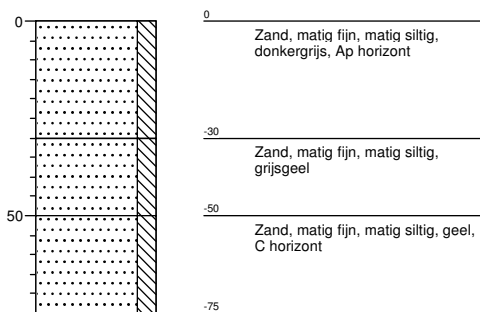 0
0
Zand, matig fijn, matig siltig,
donkergrijs, Ap horizont
-30
Zand, matig fijn, matig siltig,
grijsgeel
50
-50
Zand, matig fijn, matig siltig, geel,
C horizont
-75